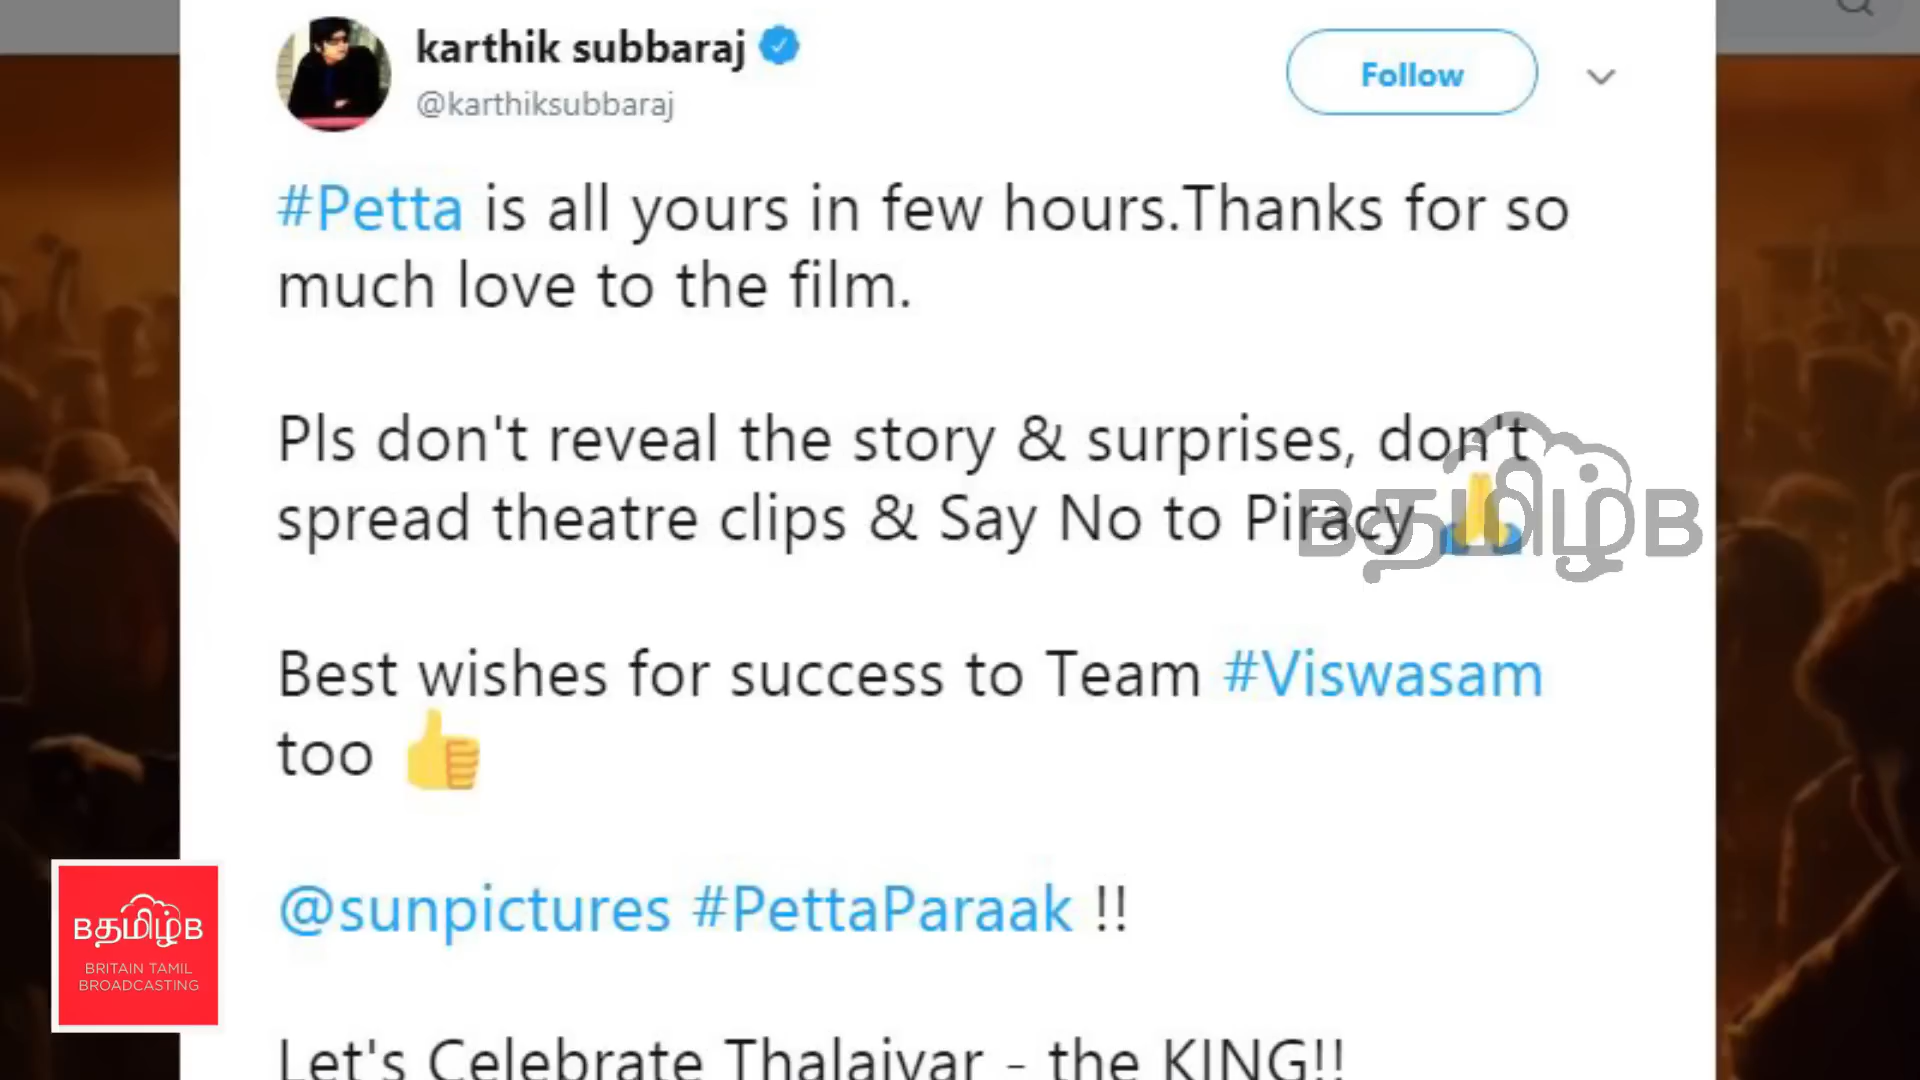 karthik subbaraj
@karthiksubbaraj
Follow
#Petta is all yours in few hours.Thanks for so
much love to the film.
Pls don't reveal the story & surprises, don't
spread theatre clips & Say No to Piracy 🙏
Bதமிழ்B
Best wishes for success to Team #Viswasam
too 👍
@sunpictures #PettaParaak !!
Let's Celebrate Thalaivar - the KING!!
Bதமிழ்B
BRITAIN TAMIL
BROADCASTING